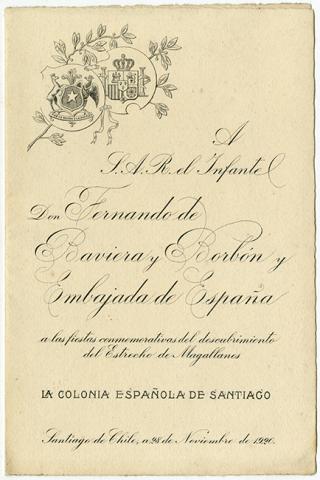 A
S.A.R. el Infante
Don Fernando de
Baviera y Borbón y
Embajada de España
a las fiestas conmemorativas del descubrimiento
del Estrecho de Magallanes
LA COLONIA ESPAÑOLA DE SANTIAGO
Santiago de Chile, a 28 de Noviembre de 1920.